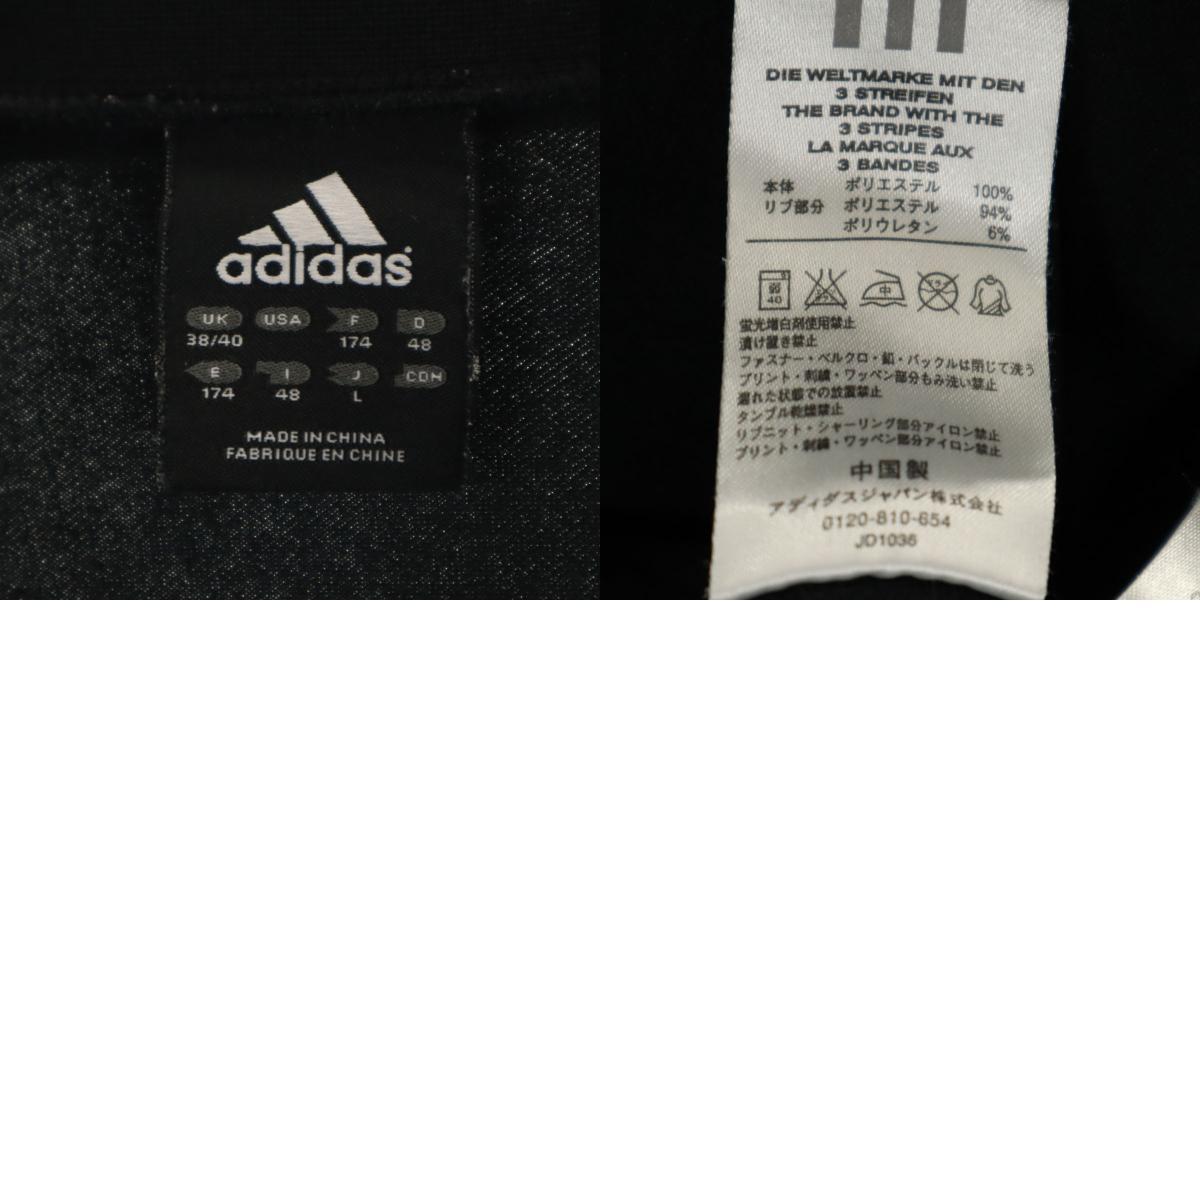 adidas
UK USA F D
38/40 174 48
E I J CDN
174 48 L
MADE IN CHINA
FABRIQUE EN CHINE
DIE WELTMARKE MIT DEN
3 STREIFEN
THE BRAND WITH THE
3 STRIPES
LA MARQUE AUX
3 BANDES
本体 ポリエステル 100%
リブ部分 ポリエステル 94%
ポリウレタン 6%
弱 中
40
蛍光増白剤使用禁止
漬け置き禁止
ファスナー・ベルクロ・釦・バックルは閉じて洗う
プリント・刺繍・ワッペン部分もみ洗い禁止
濡れた状態での放置禁止
タンブル乾燥禁止
リブニット・シャーリング部分アイロン禁止
プリント・刺繍・ワッペン部分アイロン禁止
中国製
アディダスジャパン株式会社
0120-810-654
JD1036